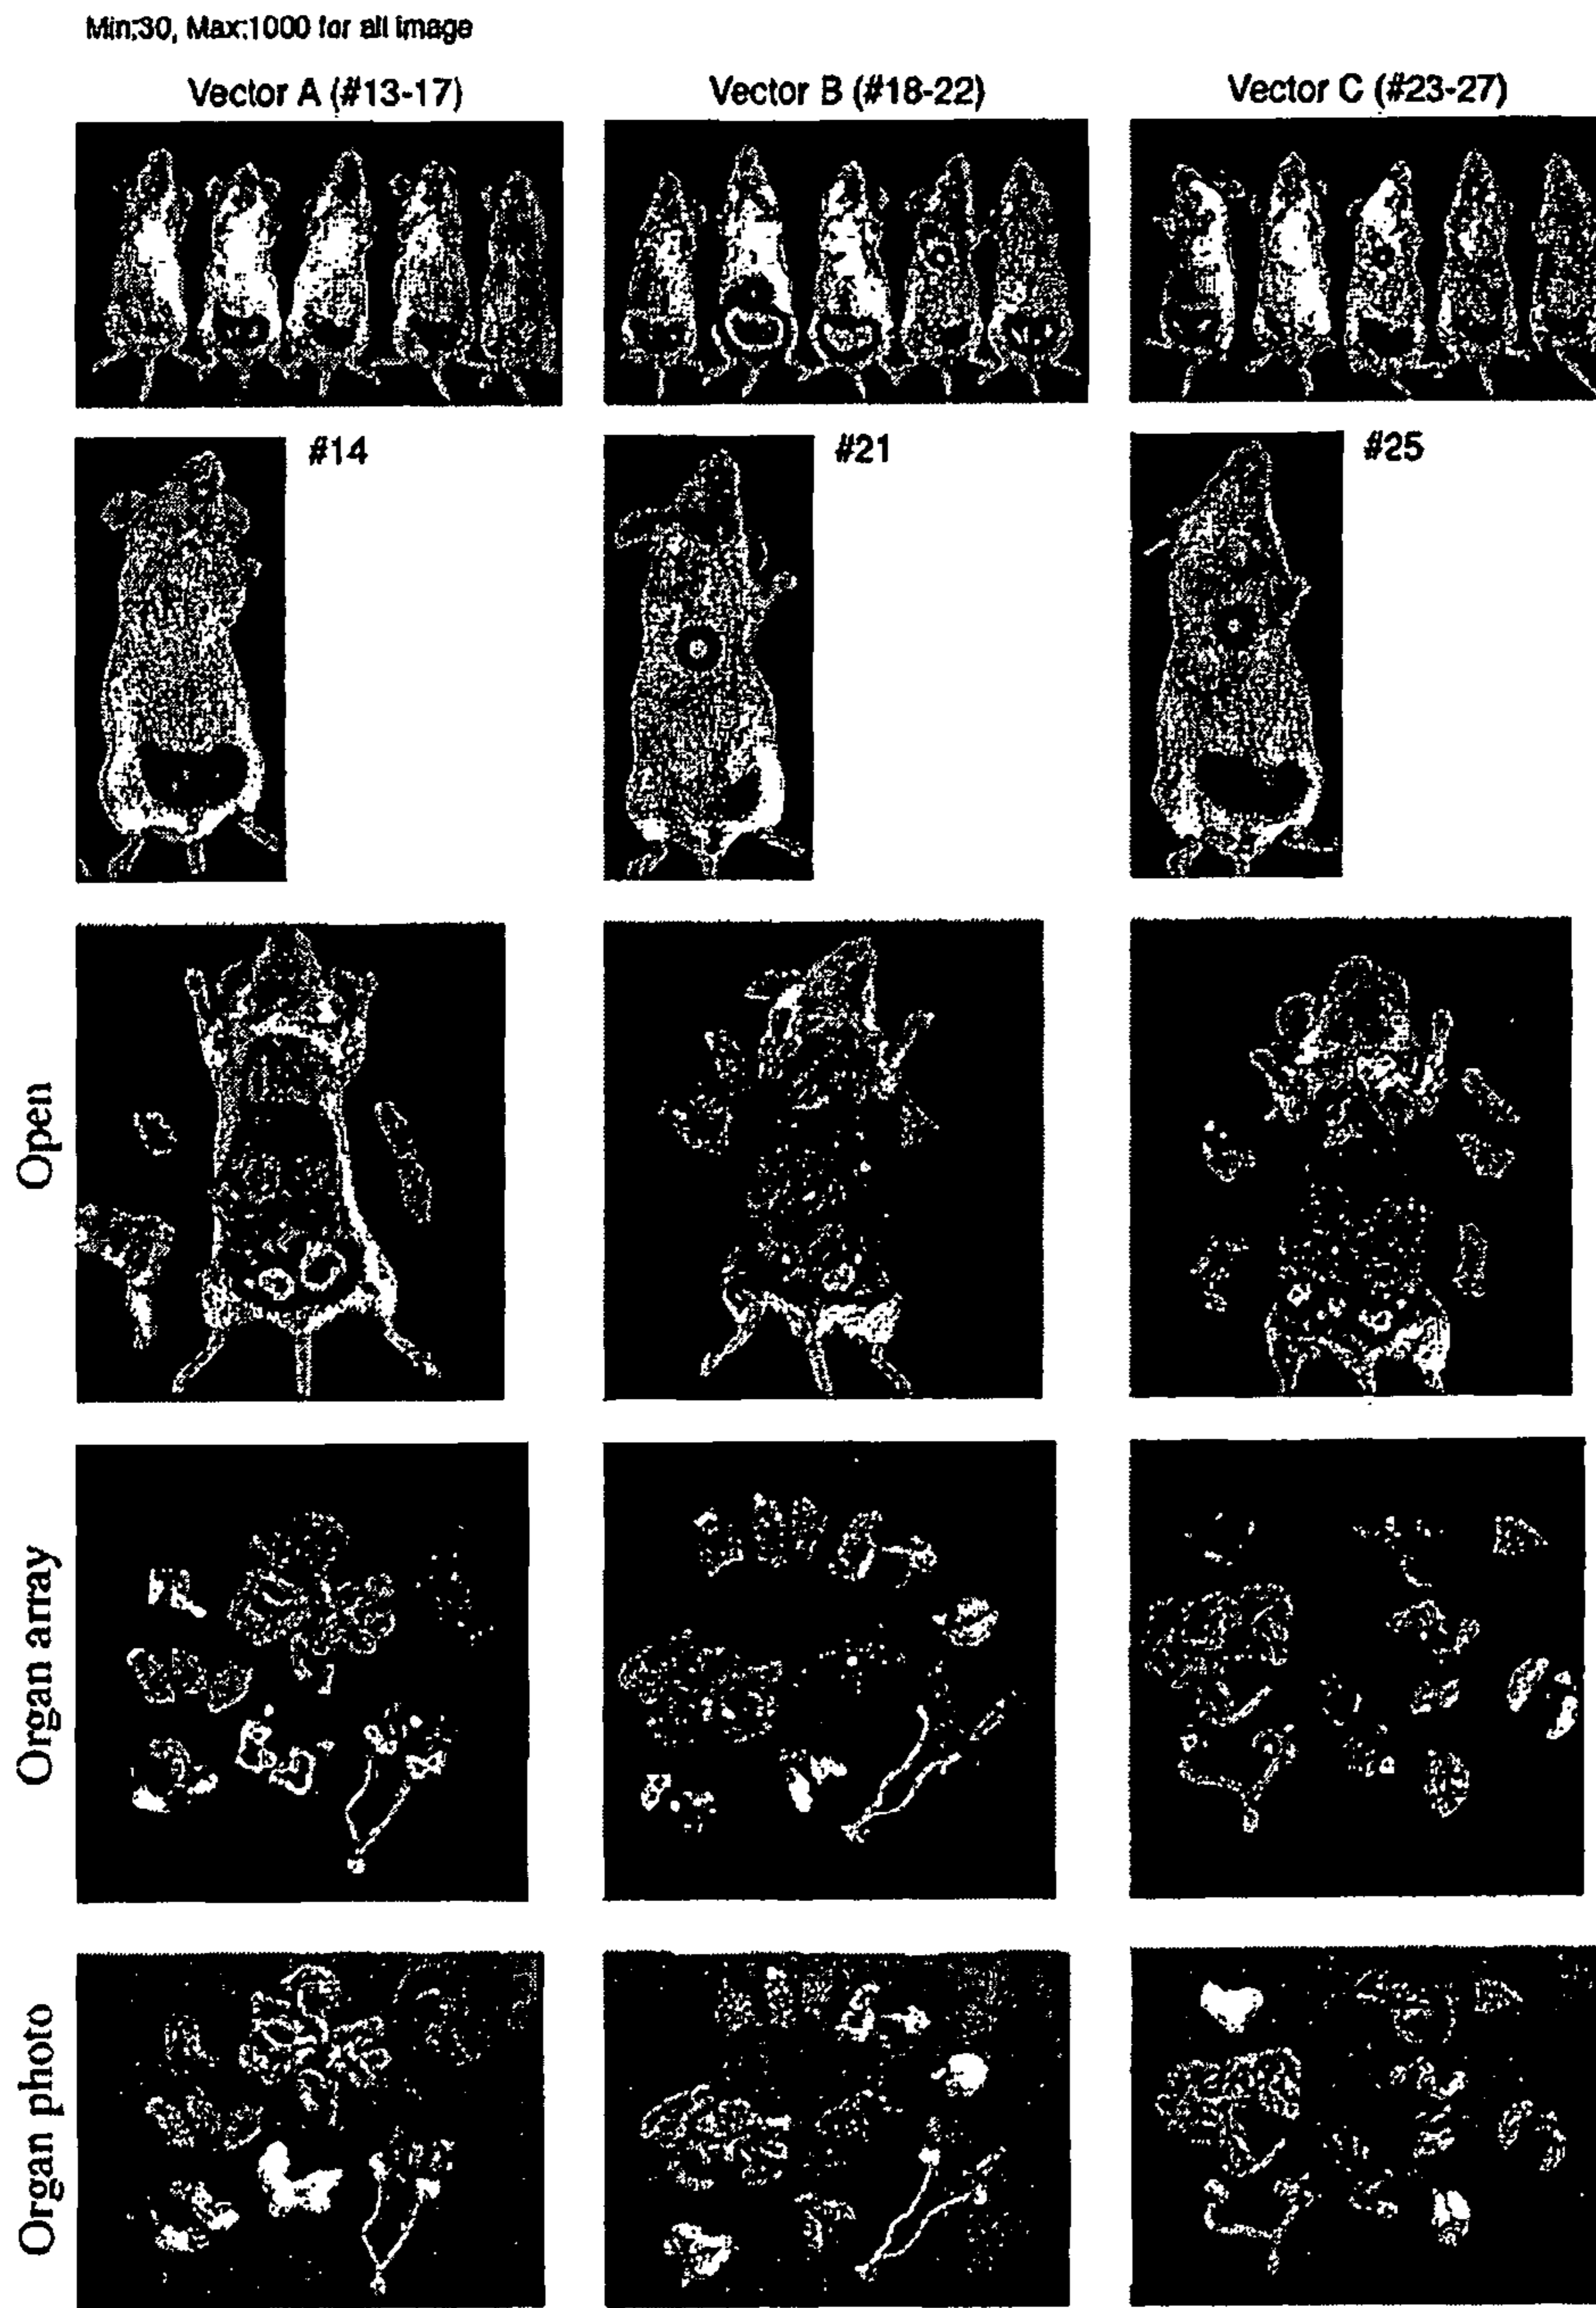 Min:30, Max:1000 for all image
Vector A (#13-17)
Vector B (#18-22)
Vector C (#23-27)
#14
#21
#25
Open
Organ array
Organ photo